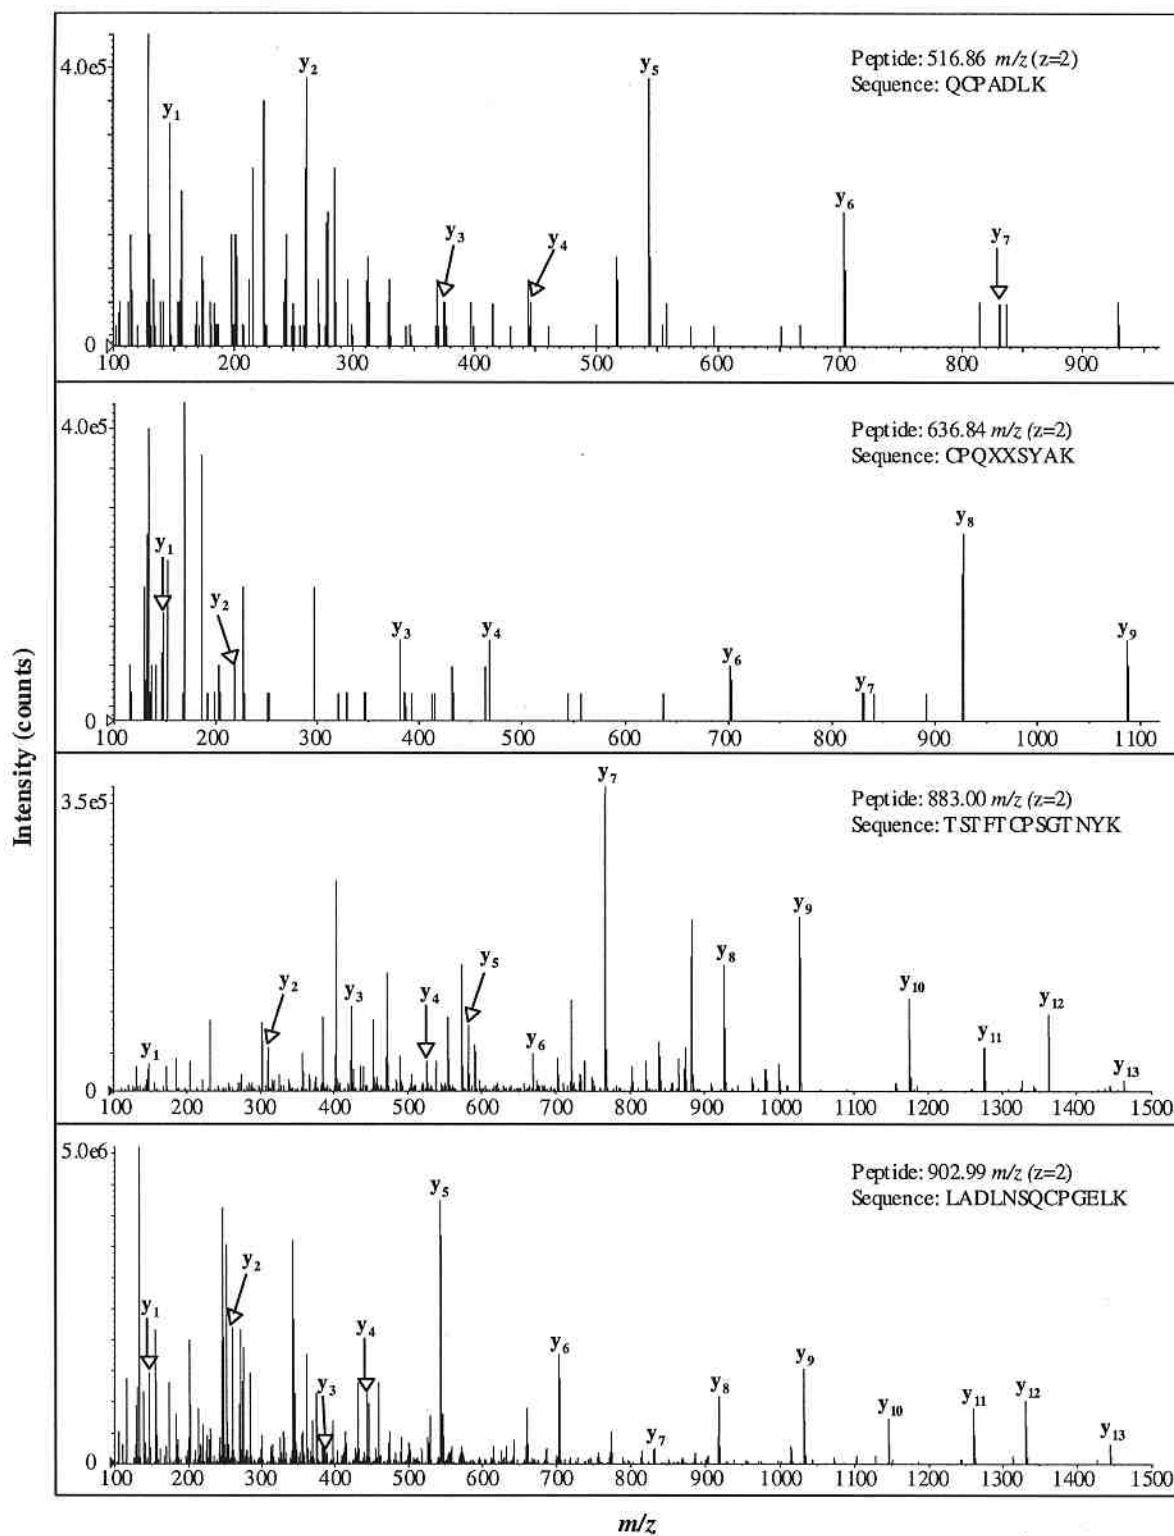 4.0e5
0
y₁
y₂
y₃
y₄
y₅
y₆
y₇
Peptide: 516.86 m/z (z=2)
Sequence: QCPADLK
100 200 300 400 500 600 700 800 900
4.0e5
0
y₁
y₂
y₃
y₄
y₆
y₇
y₈
y₉
Peptide: 636.84 m/z (z=2)
Sequence: CPQXXSYAK
100 200 300 400 500 600 700 800 900 1000 1100
3.5e5
0
y₁
y₂
y₃
y₄
y₅
y₆
y₇
y₈
y₉
y₁₀
y₁₁
y₁₂
y₁₃
Peptide: 883.00 m/z (z=2)
Sequence: TSTFTCPSGTNYK
100 200 300 400 500 600 700 800 900 1000 1100 1200 1300 1400 1500
5.0e6
0
y₁
y₂
y₃
y₄
y₅
y₆
y₇
y₈
y₉
y₁₀
y₁₁
y₁₂
y₁₃
Peptide: 902.99 m/z (z=2)
Sequence: LADLNSQCPGELK
100 200 300 400 500 600 700 800 900 1000 1100 1200 1300 1400 1500
Intensity (counts)
m/z